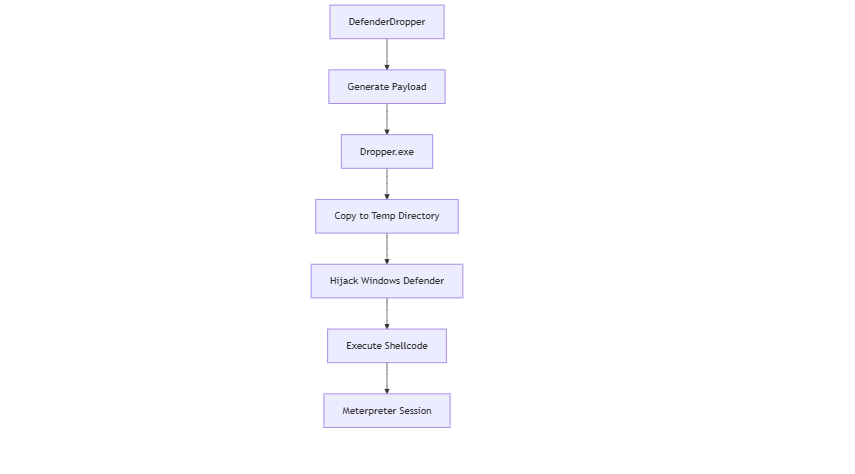 DefenderDropper
Generate Payload
Dropper.exe
Copy to Temp Directory
Hijack Windows Defender
Execute Shellcode
Meterpreter Session